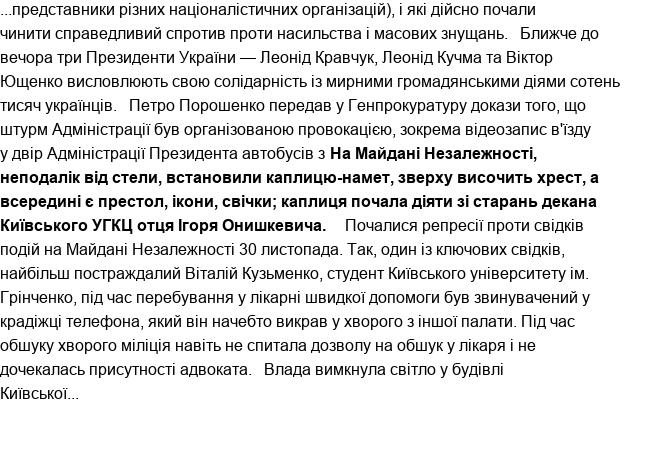 ...представники різних націоналістичних організацій), і які дійсно почали
чинити справедливий спротив проти насильства і масових знущань.   Ближче до
вечора три Президенти України — Леонід Кравчук, Леонід Кучма та Віктор
Ющенко висловлюють свою солідарність із мирними громадянськими діями сотень
тисяч українців.   Петро Порошенко передав у Генпрокуратуру докази того, що
штурм Адміністрації був організованою провокацією, зокрема відеозапис в'їзду
у двір Адміністрації Президента автобусів з На Майдані Незалежності,
неподалік від стели, встановили каплицю-намет, зверху височить хрест, а
всередині є престол, ікони, свічки; каплиця почала діяти зі старань декана
Київського УГКЦ отця Ігоря Онишкевича.    Почалися репресії проти свідків
подій на Майдані Незалежності 30 листопада. Так, один із ключових свідків,
найбільш постраждалий Віталій Кузьменко, студент Київського університету ім.
Грінченко, під час перебування у лікарні швидкої допомоги був звинувачений у
крадіжці телефона, який він начебто викрав у хворого з іншої палати. Під час
обшуку хворого міліція навіть не спитала дозволу на обшук у лікаря і не
дочекалась присутності адвоката.   Влада вимкнула світло у будівлі
Київської...